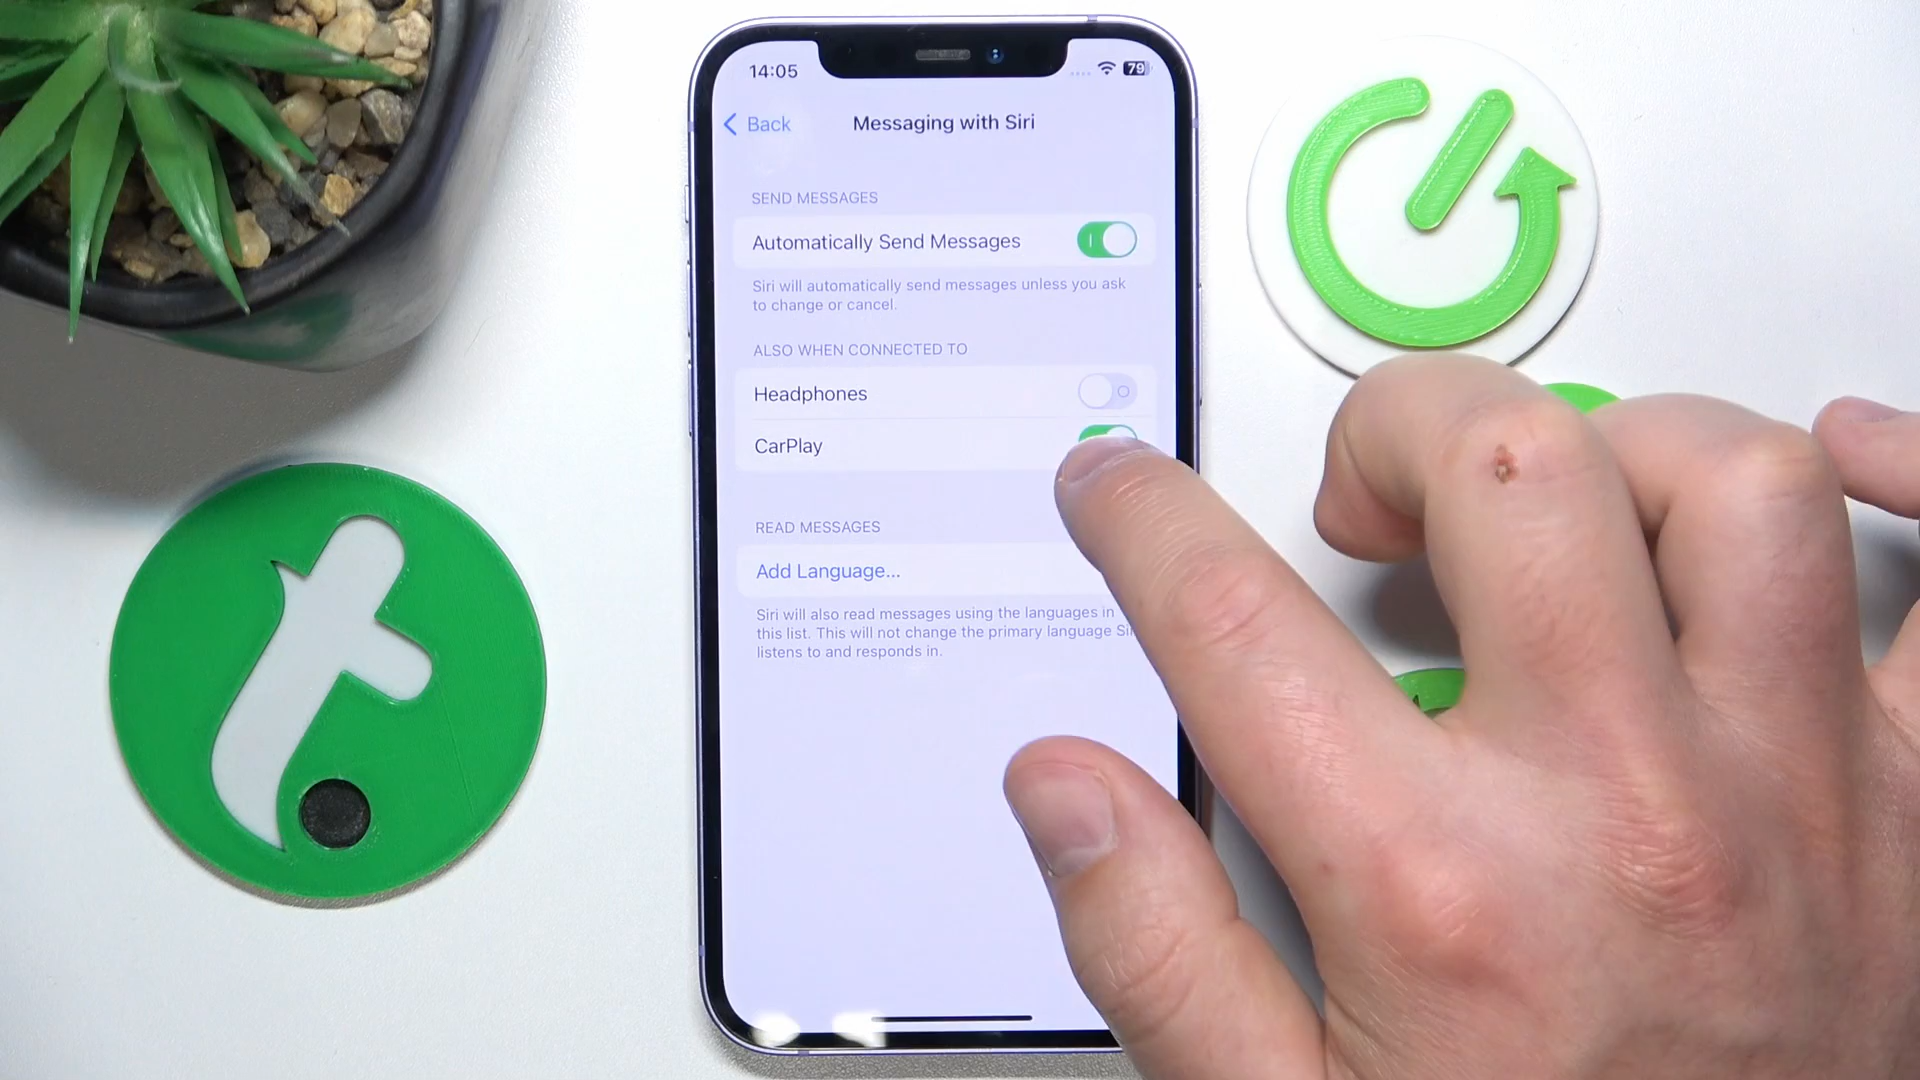 14:05
79
Back
Messaging with Siri
SEND MESSAGES
Automatically Send Messages
Siri will automatically send messages unless you ask
to change or cancel.
ALSO WHEN CONNECTED TO
Headphones
CarPlay
READ MESSAGES
Add Language...
Siri will also read messages using the languages in
this list. This will not change the primary language
listens to and responds in.